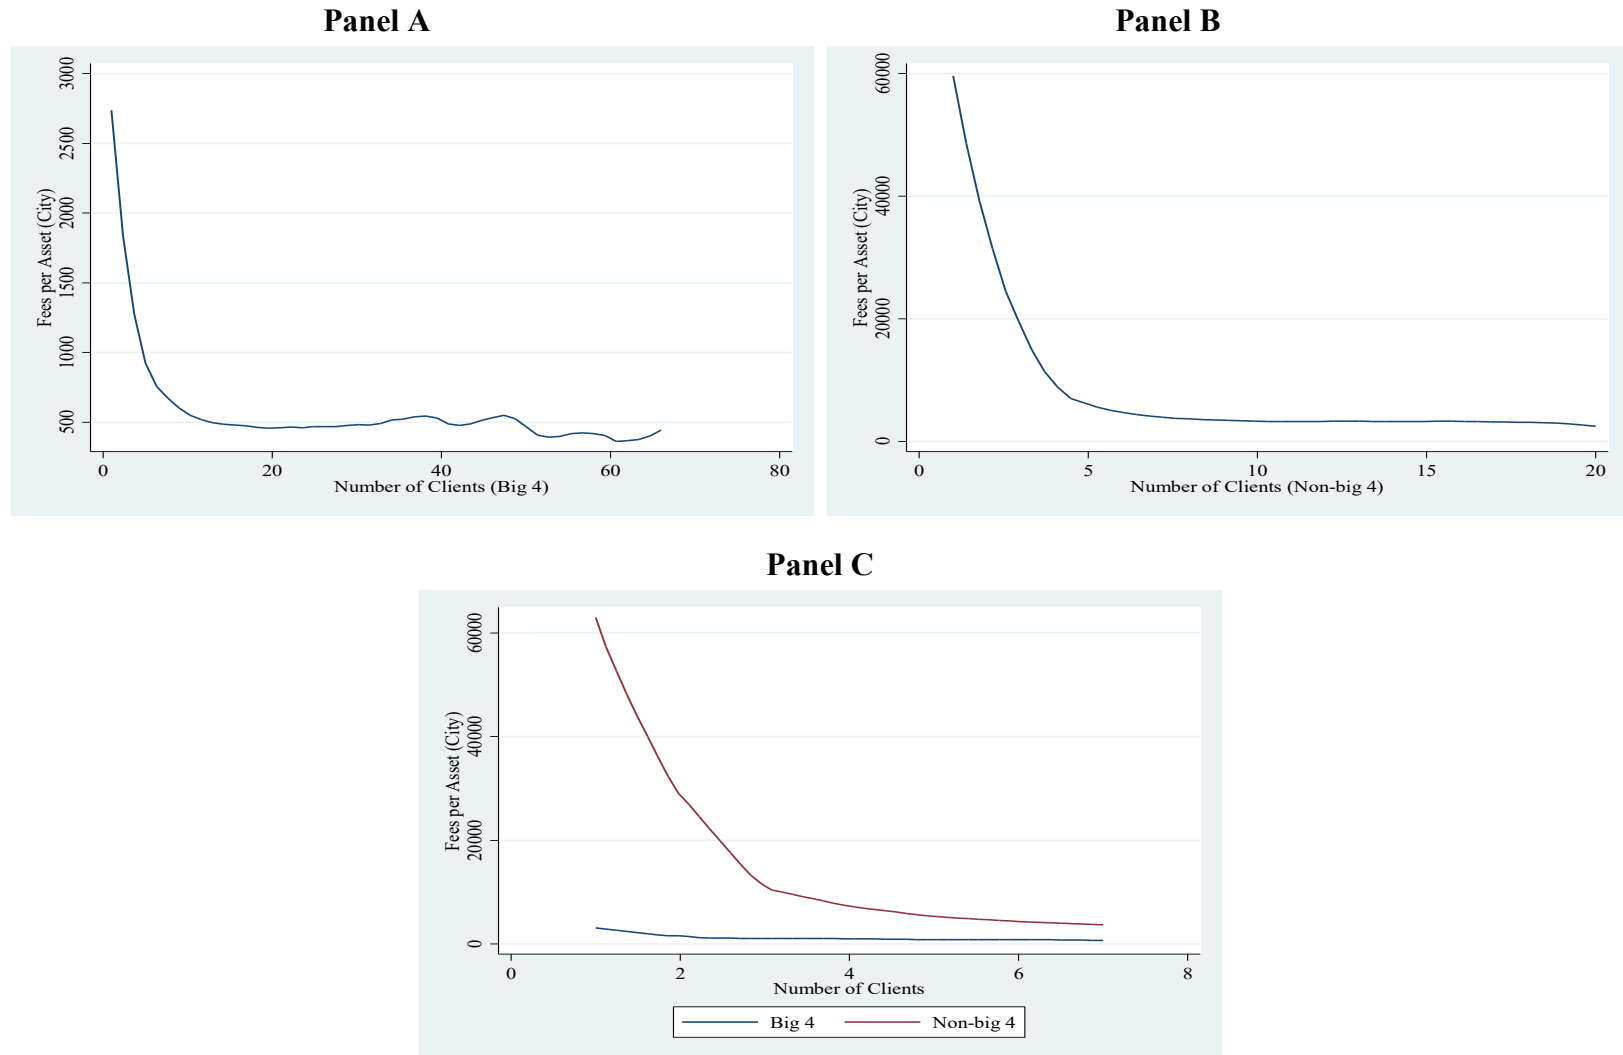 Panel A
Fees per Asset (City)
3000
2500
2000
1500
1000
500
0 20 40 60 80
Number of Clients (Big 4)
Panel B
Fees per Asset (City)
60000
40000
20000
0
0 5 10 15 20
Number of Clients (Non-big 4)
Panel C
Fees per Asset (City)
60000
40000
20000
0
0 2 4 6 8
Number of Clients
Big 4 Non-big 4